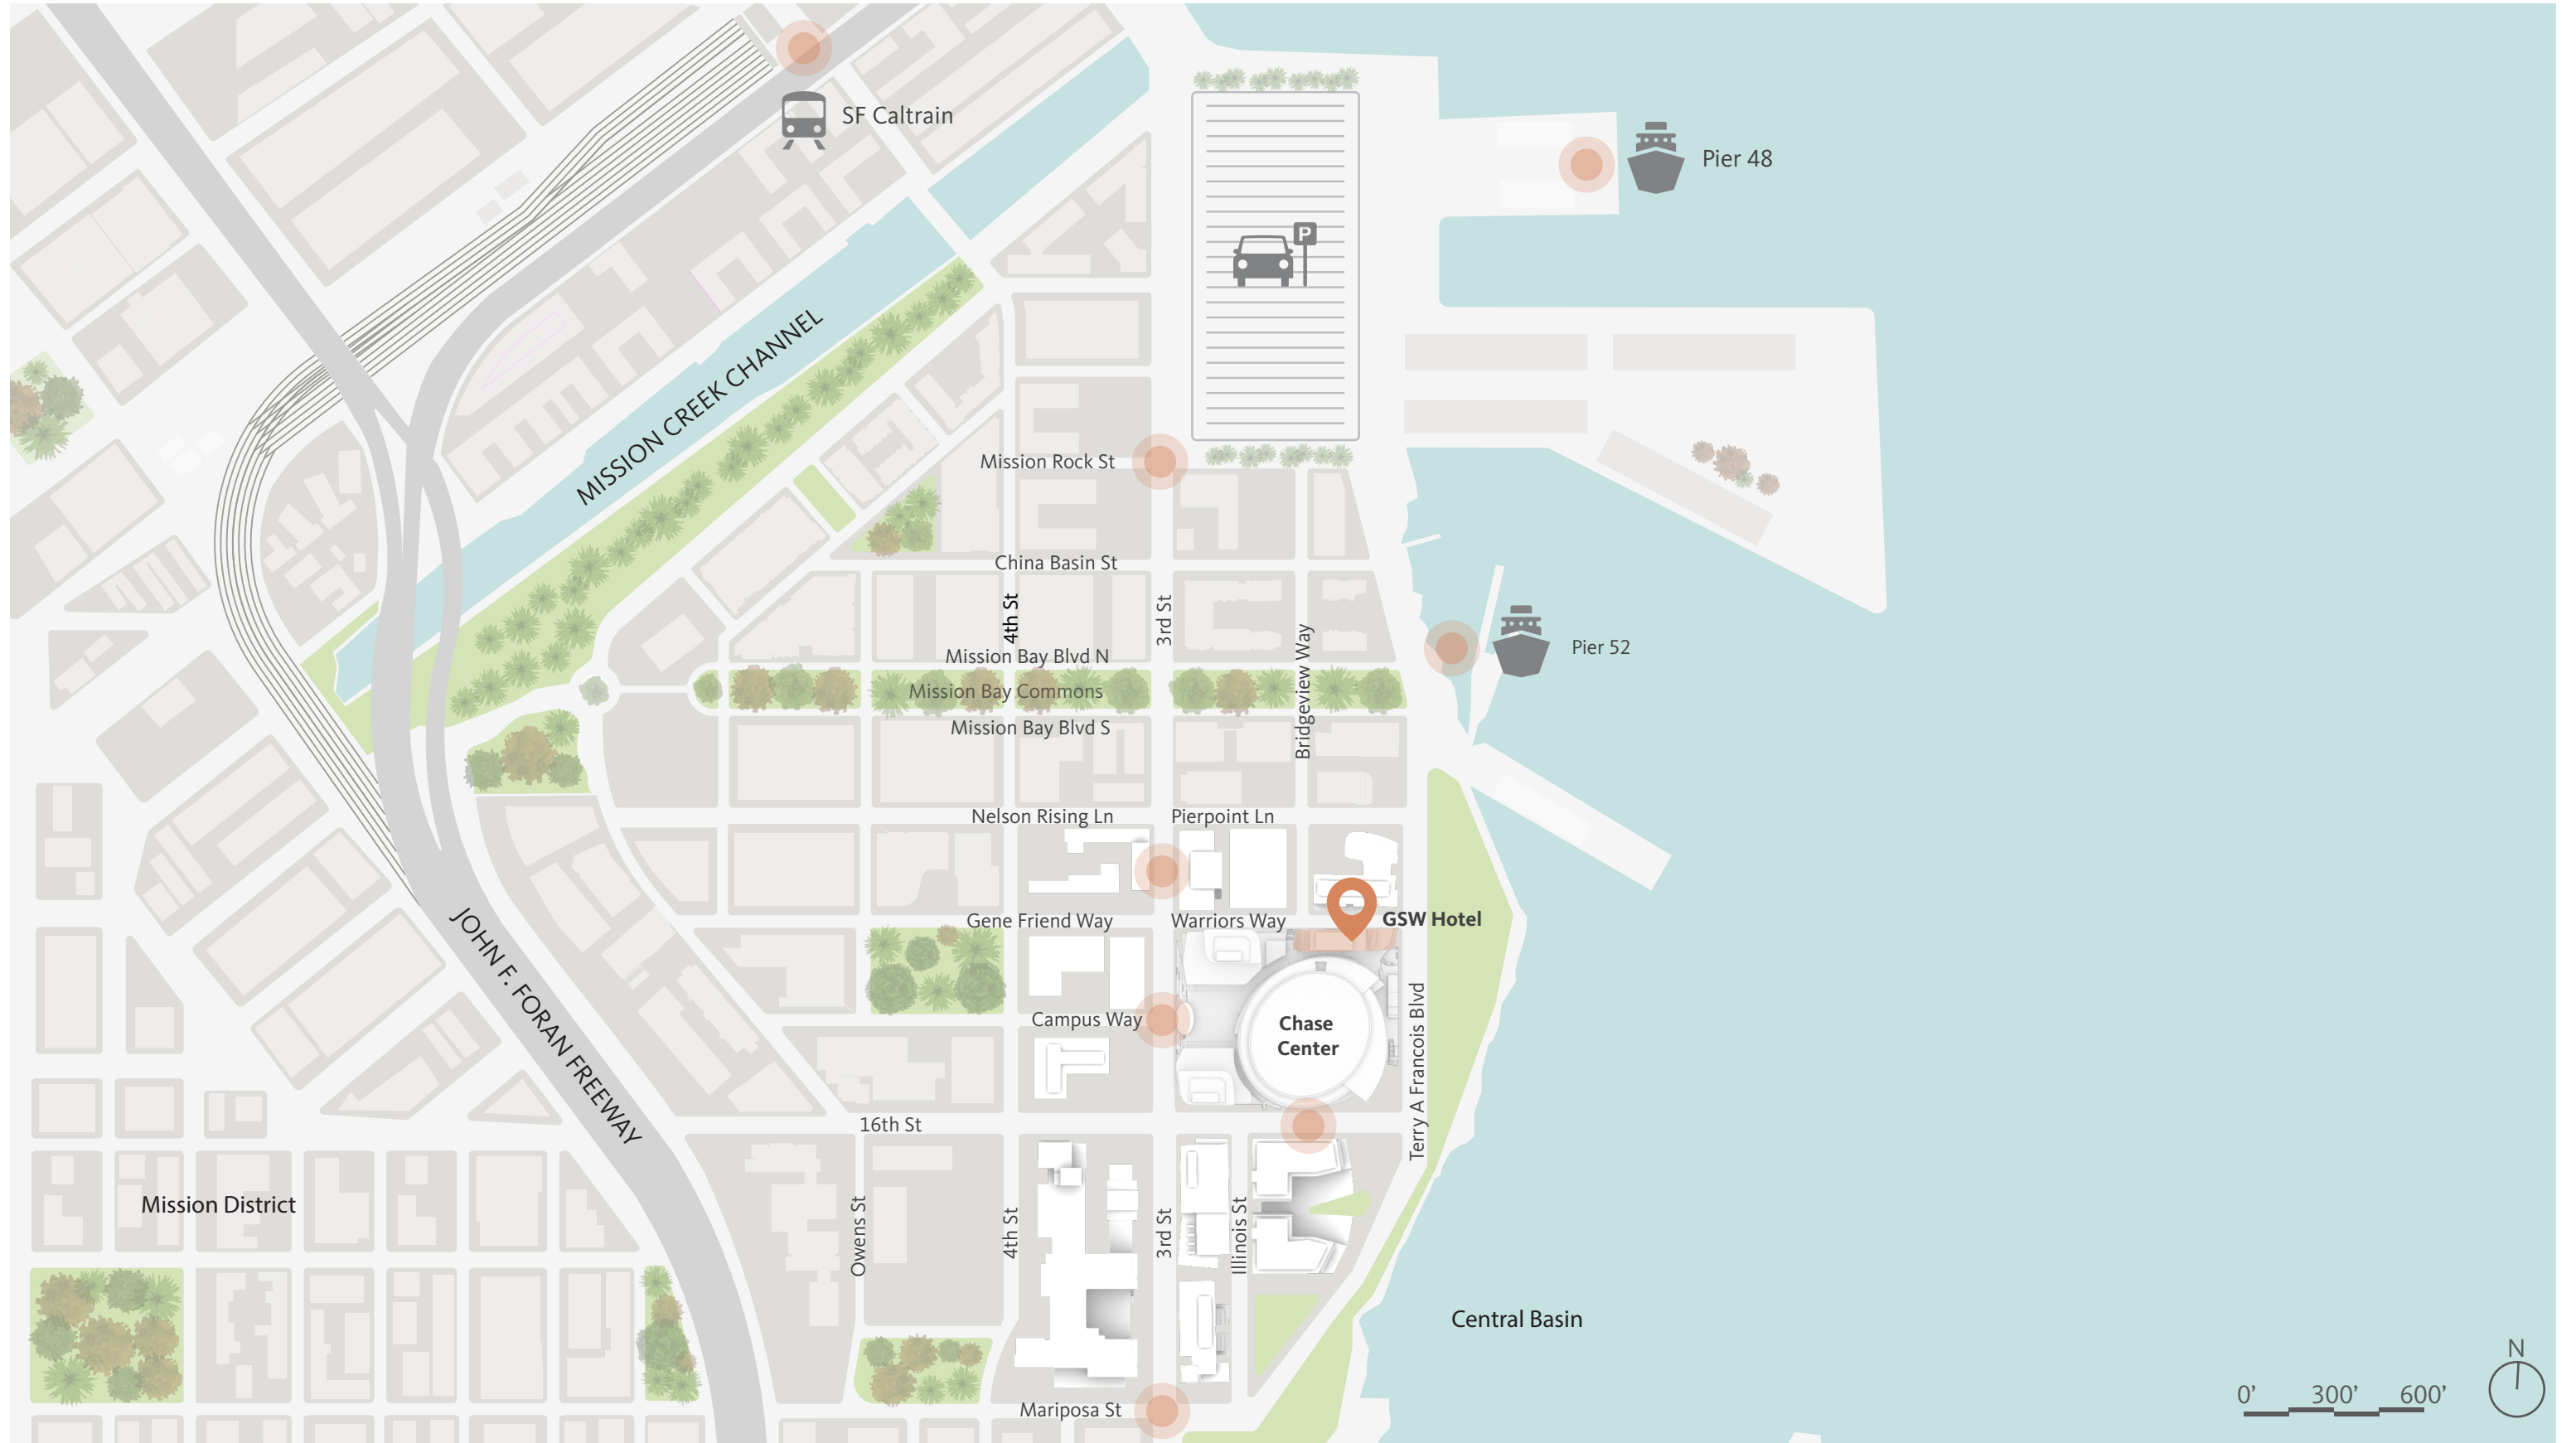 SF Caltrain
Pier 48
P
MISSION CREEK CHANNEL
Mission Rock St
China Basin St
4th St
3rd St
Bridgeview Way
Pier 52
Mission Bay Blvd N
Mission Bay Commons
Mission Bay Blvd S
Nelson Rising Ln
Pierpoint Ln
JOHN F. FORAN FREEWAY
Gene Friend Way
Warriors Way
GSW Hotel
Campus Way
Chase
Center
Terry A Francois Blvd
16th St
Mission District
Owens St
4th St
3rd St
Illinois St
Central Basin
Mariposa St
N
0’ 300’ 600’